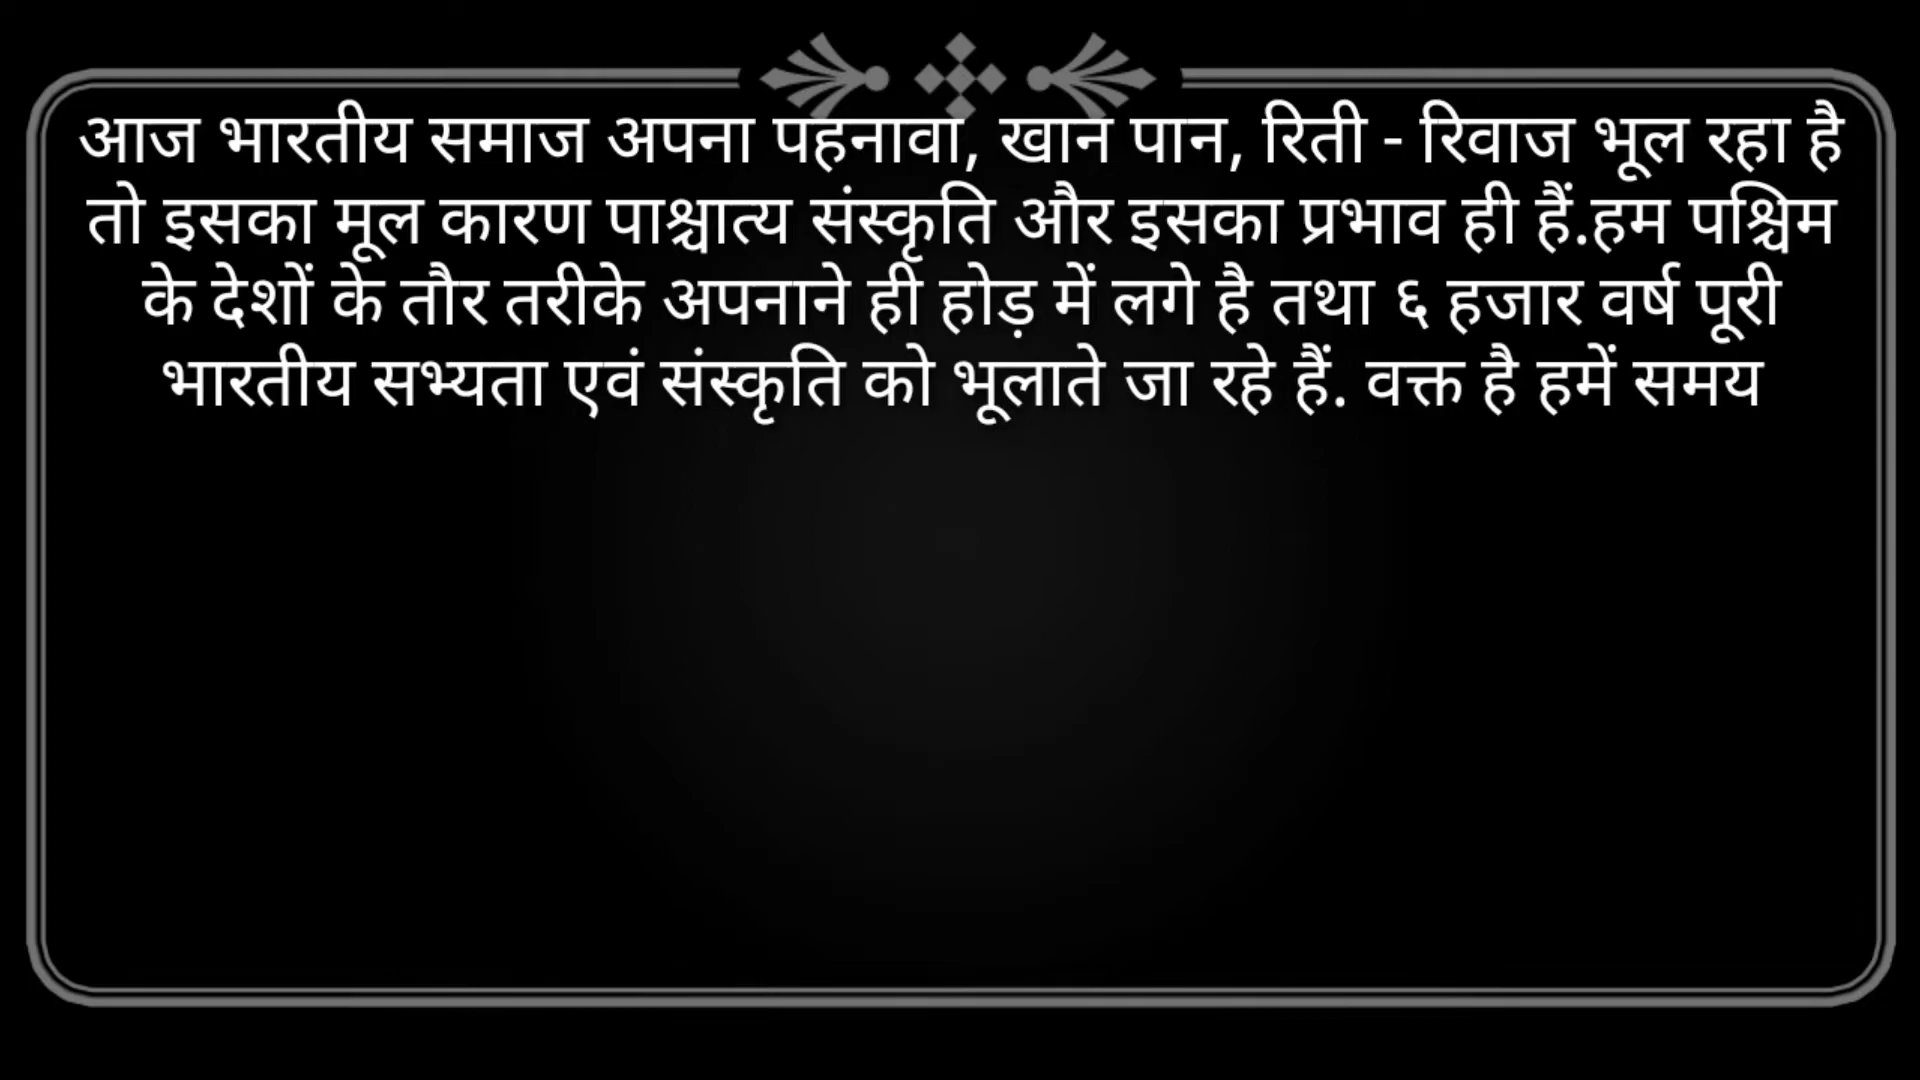 आज भारतीय समाज अपना पहनावा, खान पान, रिती - रिवाज भूल रहा है
तो इसका मूल कारण पाश्चात्य संस्कृति और इसका प्रभाव ही हैं.हम पश्चिम
के देशों के तौर तरीके अपनाने ही होड़ में लगे है तथा ६ हजार वर्ष पूरी
भारतीय सभ्यता एवं संस्कृति को भूलाते जा रहे हैं. वक्त है हमें समय